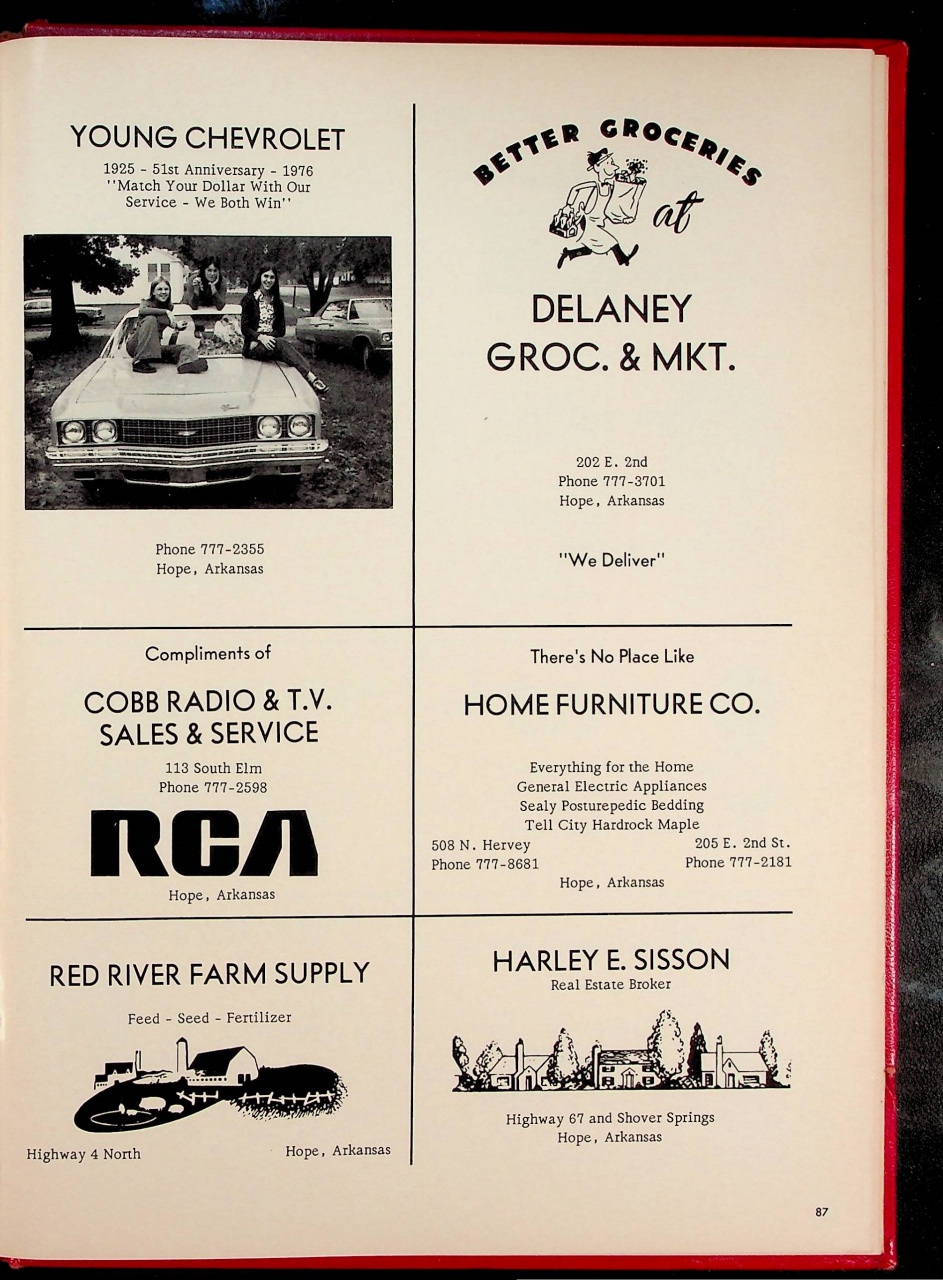 YOUNG CHEVROLET
1925 - 51st Anniversary - 1976
"Match Your Dollar With Our
Service - We Both Win"
Phone 777-2355
Hope, Arkansas
BETTER GROCERIES
at
DELANEY
GROC. & MKT.
202 E. 2nd
Phone 777-3701
Hope, Arkansas
"We Deliver"
Compliments of
COBB RADIO & T.V.
SALES & SERVICE
113 South Elm
Phone 777-2598
RCA
Hope, Arkansas
There's No Place Like
HOME FURNITURE CO.
Everything for the Home
General Electric Appliances
Sealy Posturepedic Bedding
Tell City Hardrock Maple
508 N. Hervey 205 E. 2nd St.
Phone 777-8681 Phone 777-2181
Hope, Arkansas
RED RIVER FARM SUPPLY
Feed - Seed - Fertilizer
Highway 4 North Hope, Arkansas
HARLEY E. SISSON
Real Estate Broker
Highway 67 and Shover Springs
Hope, Arkansas
87